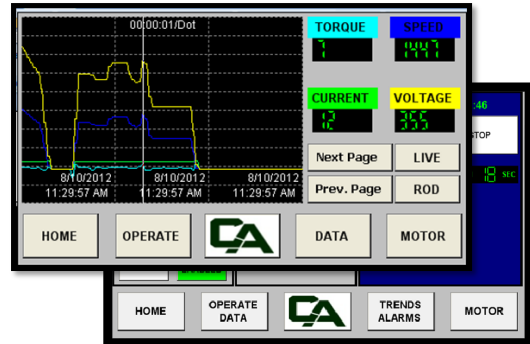 00:00:01/Dot
TORQUE
SPEED
7
1447
CURRENT
VOLTAGE
12
355
8/10/2012
8/10/2012
8/10/2012
11:29:57 AM
11:29:57 AM
11:29:57 AM
Next Page
LIVE
Prev. Page
ROD
HOME
OPERATE
CA
DATA
MOTOR
:46
TOP
18 SEC
HOME
OPERATE
DATA
CA
TRENDS
ALARMS
MOTOR